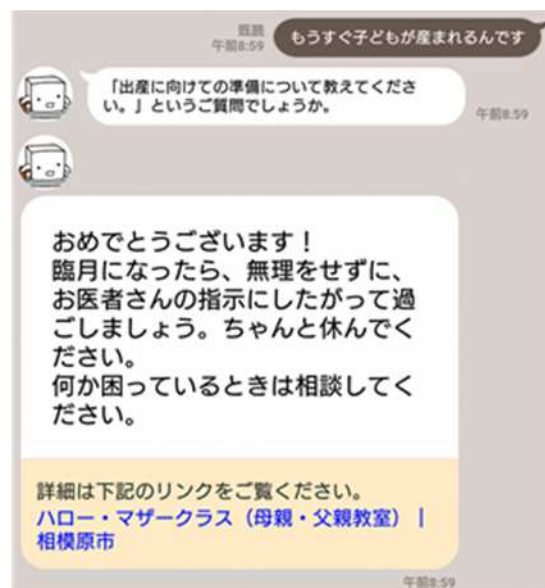 もうすぐ子どもが産まれるんです
既読
午前8:59
「出産に向けての準備について教えてくださ
い。」というご質問でしょうか。
午前8:59
おめでとうございます！
臨月になったら、無理をせずに、
お医者さんの指示にしたがって過
ごしましょう。ちゃんと休んでく
ださい。
何か困っているときは相談してく
ださい。
詳細は下記のリンクをご覧ください。
ハロー・マザークラス（母親・父親教室）｜
相模原市
午前8:59